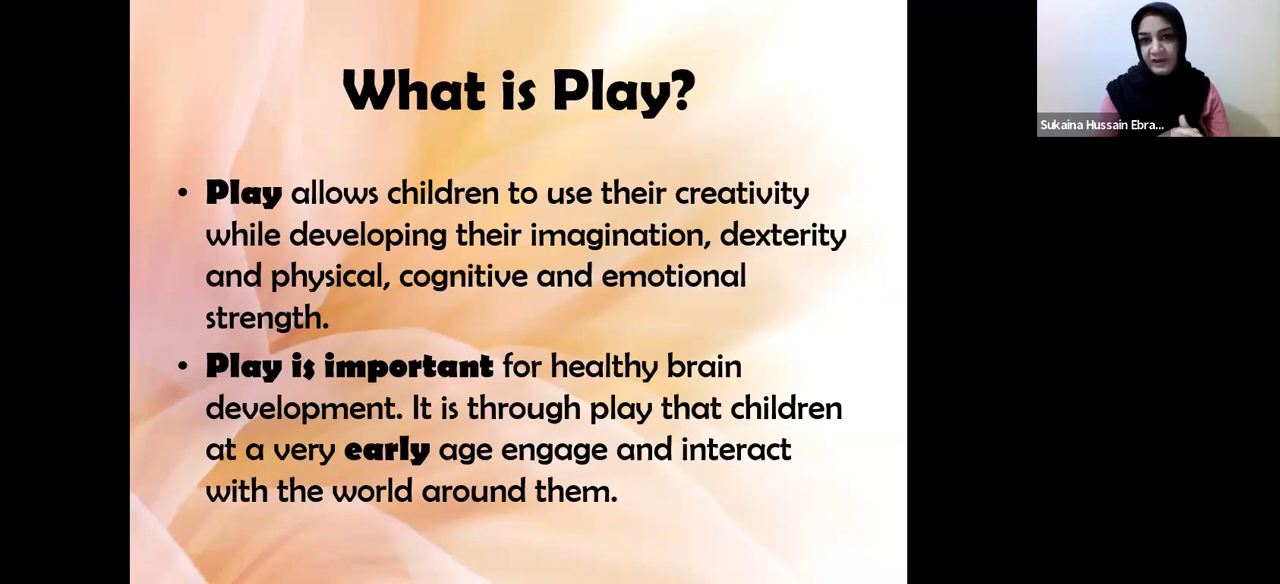 What is Play?
• Play allows children to use their creativity
while developing their imagination, dexterity
and physical, cognitive and emotional
strength.
• Play is important for healthy brain
development. It is through play that children
at a very early age engage and interact
with the world around them.
Sukaina Hussain Ebra...